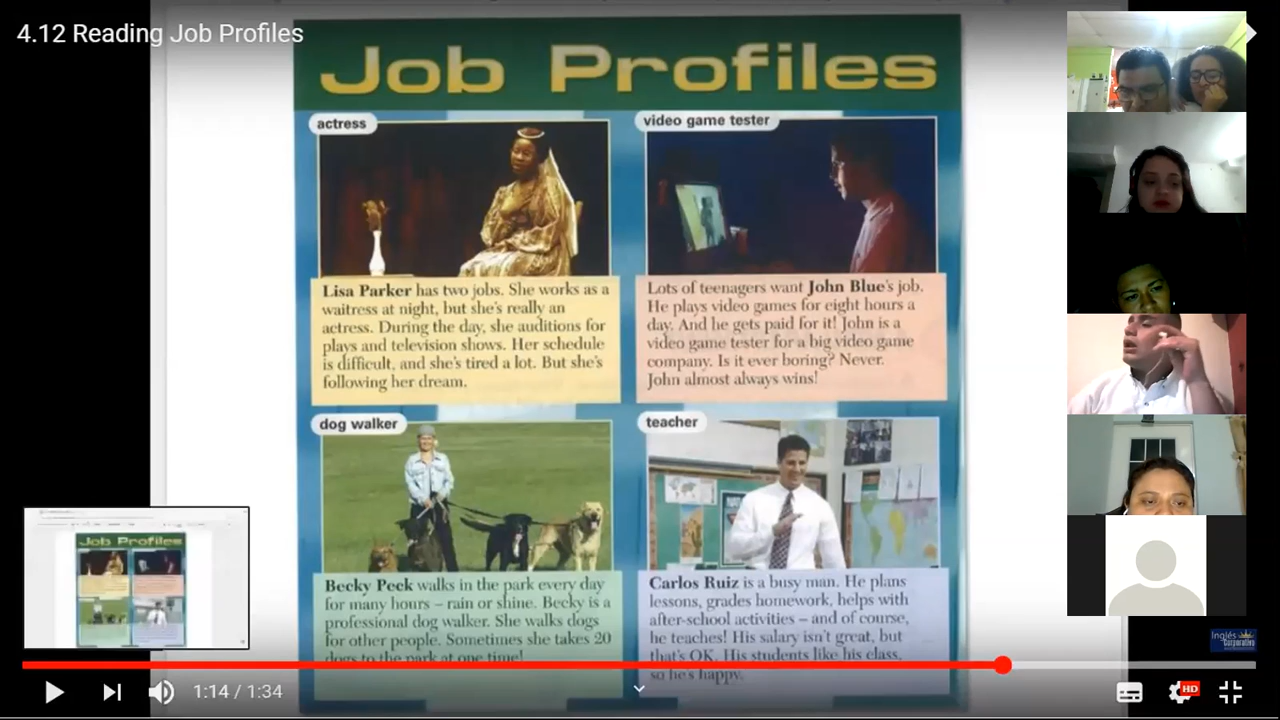 4.12 Reading Job Profiles
Job Profiles
actress
Lisa Parker has two jobs. She works as a
waitress at night, but she's really an
actress. During the day, she auditions for
plays and television shows. Her schedule
is difficult, and she's tired a lot. But she's
following her dream.
video game tester
Lots of teenagers want John Blue's job.
He plays video games for eight hours a
day. And he gets paid for it! John is a
video game tester for a big video game
company. Is it ever boring? Never.
John almost always wins!
dog walker
Becky Peek walks in the park every day
for many hours – rain or shine. Becky is a
professional dog walker. She walks dogs
for other people. Sometimes she takes 20
dogs to the park at one time!
teacher
Carlos Ruiz is a busy man. He plans
lessons, grades homework, helps with
after-school activities – and of course,
he teaches! His salary isn't great, but
that's OK. His students like his class,
so he's happy.
Job Profiles
Inglés
Corporativo
1:14 / 1:34
HD